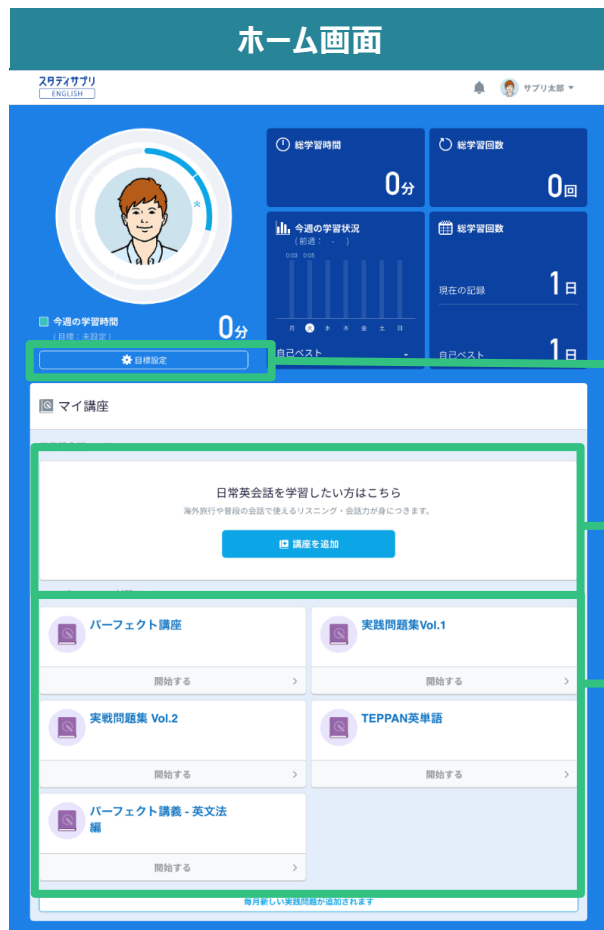 ホーム画面
スタディサプリ
ENGLISH
サプリ太郎
火
総学習時間
0分
総学習回数
0回
今週の学習状況
(前週： - )
0:03 0:03
月 火 水 木 金 土 日
自己ベスト -
総学習回数
現在の記録 1日
自己ベスト 1日
今週の学習時間
(目標：未設定)
0分
目標設定
マイ講座
日常英会話を学習したい方はこちら
海外旅行や普段の会話で使えるリスニング・会話力が身につきます。
講座を追加
パーフェクト講座
開始する
実践問題集Vol.1
開始する
実戦問題集 Vol.2
開始する
TEPPAN英単語
開始する
パーフェクト講義 - 英文法
編
開始する
毎月新しい実践問題が追加されます